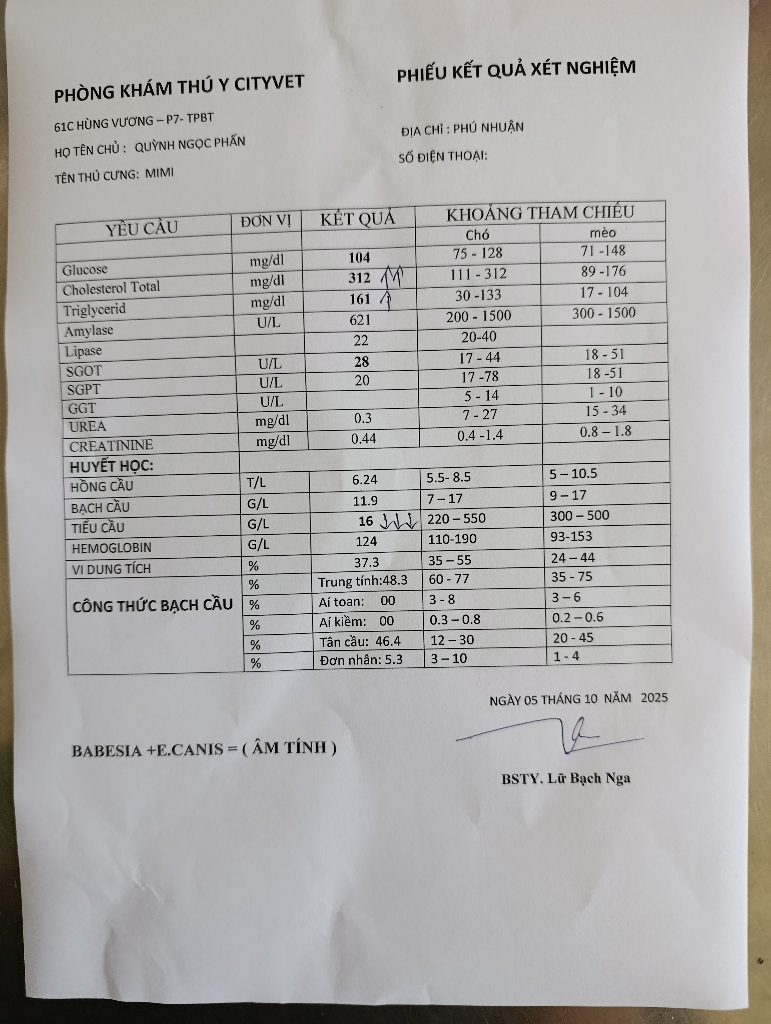 PHÒNG KHÁM THÚ Y CITYVET
PHIẾU KẾT QUẢ XÉT NGHIỆM
61C HÙNG VƯƠNG – P7- TPBT
ĐỊA CHỈ : PHÚ NHUẬN
HỌ TÊN CHỦ : QUỲNH NGỌC PHẤN
SỐ ĐIỆN THOẠI:
TÊN THÚ CƯNG: MIMI
YÊU CẦU ĐƠN VỊ KẾT QUẢ KHOẢNG THAM CHIẾU
Chó mèo
Glucose mg/dl 104 75 - 128 71 -148
Cholesterol Total mg/dl 312 ↑↑ 111 - 312 89 -176
Triglycerid mg/dl 161 ↑ 30 -133 17 - 104
Amylase U/L 621 200 - 1500 300 - 1500
Lipase 22 20-40
SGOT U/L 28 17 - 44 18 - 51
SGPT U/L 20 17 -78 18 -51
GGT U/L 5 - 14 1 - 10
UREA mg/dl 0.3 7 - 27 15 - 34
CREATININE mg/dl 0.44 0.4 -1.4 0.8 – 1.8
HUYẾT HỌC:
HỒNG CẦU T/L 6.24 5.5- 8.5 5 – 10.5
BẠCH CẦU G/L 11.9 7 – 17 9 – 17
TIỂU CẦU G/L 16 ↓↓↓ 220 – 550 300 – 500
HEMOGLOBIN G/L 124 110-190 93-153
VI DUNG TÍCH % 37.3 35 – 55 24 – 44
CÔNG THỨC BẠCH CẦU % Trung tính:48.3 60 - 77 35 - 75
% Aí toan: 00 3 - 8 3 – 6
% Aí kiềm: 00 0.3 – 0.8 0.2 – 0.6
% Tân cầu: 46.4 12 – 30 20 - 45
% Đơn nhân: 5.3 3 – 10 1 - 4
NGÀY 05 THÁNG 10 NĂM 2025
BABESIA +E.CANIS = ( ÂM TÍNH )
BSTY. Lữ Bạch Nga